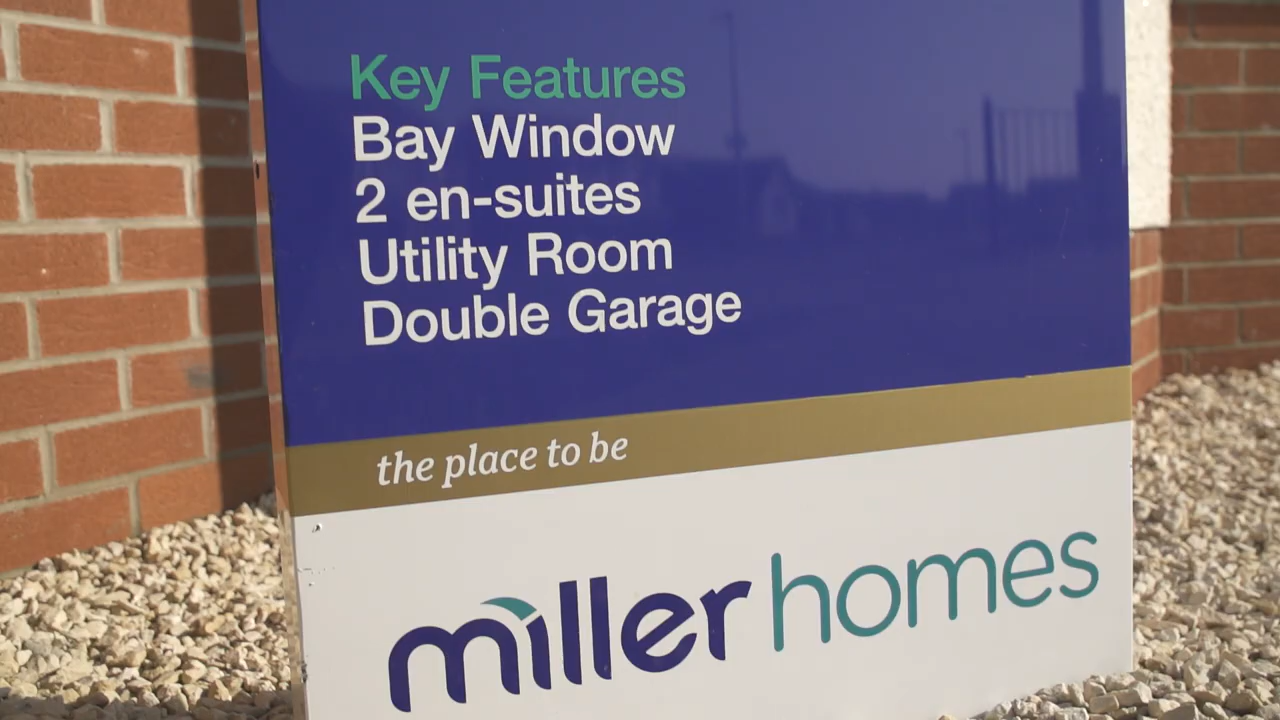 Key Features
Bay Window
2 en-suites
Utility Room
Double Garage
the place to be
miller homes